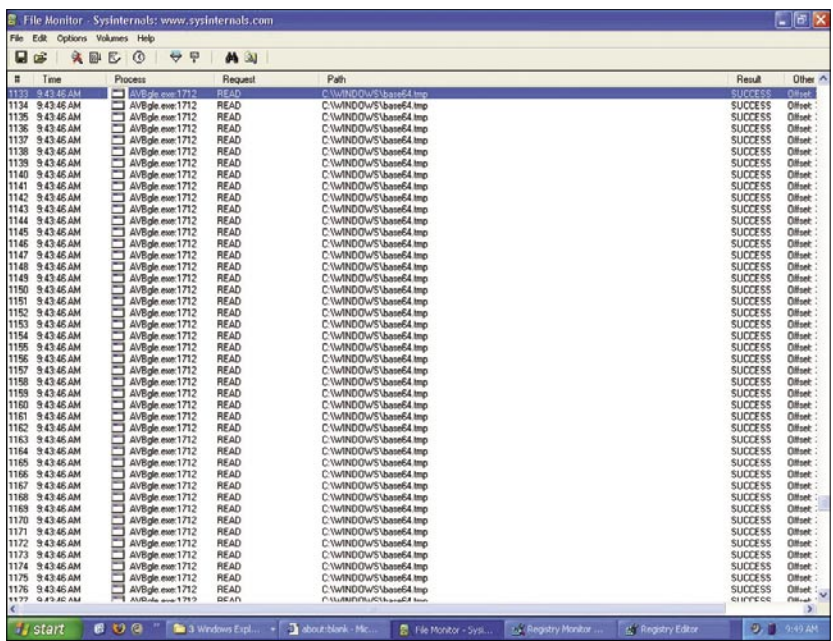 File Monitor - Sysinternals: www.sysinternals.com
File Edit Options Volumes Help
# Time Process Request Path Result Other
1133 9:43:46 AM AVBgle.exe:1712 READ C:\WINDOWS\base64.tmp SUCCESS Offset:
1134 9:43:46 AM AVBgle.exe:1712 READ C:\WINDOWS\base64.tmp SUCCESS Offset:
1135 9:43:46 AM AVBgle.exe:1712 READ C:\WINDOWS\base64.tmp SUCCESS Offset:
1136 9:43:46 AM AVBgle.exe:1712 READ C:\WINDOWS\base64.tmp SUCCESS Offset:
1137 9:43:46 AM AVBgle.exe:1712 READ C:\WINDOWS\base64.tmp SUCCESS Offset:
1138 9:43:46 AM AVBgle.exe:1712 READ C:\WINDOWS\base64.tmp SUCCESS Offset:
1139 9:43:46 AM AVBgle.exe:1712 READ C:\WINDOWS\base64.tmp SUCCESS Offset:
1140 9:43:46 AM AVBgle.exe:1712 READ C:\WINDOWS\base64.tmp SUCCESS Offset:
1141 9:43:46 AM AVBgle.exe:1712 READ C:\WINDOWS\base64.tmp SUCCESS Offset:
1142 9:43:46 AM AVBgle.exe:1712 READ C:\WINDOWS\base64.tmp SUCCESS Offset:
1143 9:43:46 AM AVBgle.exe:1712 READ C:\WINDOWS\base64.tmp SUCCESS Offset:
1144 9:43:46 AM AVBgle.exe:1712 READ C:\WINDOWS\base64.tmp SUCCESS Offset:
1145 9:43:46 AM AVBgle.exe:1712 READ C:\WINDOWS\base64.tmp SUCCESS Offset:
1146 9:43:46 AM AVBgle.exe:1712 READ C:\WINDOWS\base64.tmp SUCCESS Offset:
1147 9:43:46 AM AVBgle.exe:1712 READ C:\WINDOWS\base64.tmp SUCCESS Offset:
1148 9:43:46 AM AVBgle.exe:1712 READ C:\WINDOWS\base64.tmp SUCCESS Offset:
1149 9:43:46 AM AVBgle.exe:1712 READ C:\WINDOWS\base64.tmp SUCCESS Offset:
1150 9:43:46 AM AVBgle.exe:1712 READ C:\WINDOWS\base64.tmp SUCCESS Offset:
1151 9:43:46 AM AVBgle.exe:1712 READ C:\WINDOWS\base64.tmp SUCCESS Offset:
1152 9:43:46 AM AVBgle.exe:1712 READ C:\WINDOWS\base64.tmp SUCCESS Offset:
1153 9:43:46 AM AVBgle.exe:1712 READ C:\WINDOWS\base64.tmp SUCCESS Offset:
1154 9:43:46 AM AVBgle.exe:1712 READ C:\WINDOWS\base64.tmp SUCCESS Offset:
1155 9:43:46 AM AVBgle.exe:1712 READ C:\WINDOWS\base64.tmp SUCCESS Offset:
1156 9:43:46 AM AVBgle.exe:1712 READ C:\WINDOWS\base64.tmp SUCCESS Offset:
1157 9:43:46 AM AVBgle.exe:1712 READ C:\WINDOWS\base64.tmp SUCCESS Offset:
1158 9:43:46 AM AVBgle.exe:1712 READ C:\WINDOWS\base64.tmp SUCCESS Offset:
1159 9:43:46 AM AVBgle.exe:1712 READ C:\WINDOWS\base64.tmp SUCCESS Offset:
1160 9:43:46 AM AVBgle.exe:1712 READ C:\WINDOWS\base64.tmp SUCCESS Offset:
1161 9:43:46 AM AVBgle.exe:1712 READ C:\WINDOWS\base64.tmp SUCCESS Offset:
1162 9:43:46 AM AVBgle.exe:1712 READ C:\WINDOWS\base64.tmp SUCCESS Offset:
1163 9:43:46 AM AVBgle.exe:1712 READ C:\WINDOWS\base64.tmp SUCCESS Offset:
1164 9:43:46 AM AVBgle.exe:1712 READ C:\WINDOWS\base64.tmp SUCCESS Offset:
1165 9:43:46 AM AVBgle.exe:1712 READ C:\WINDOWS\base64.tmp SUCCESS Offset:
1166 9:43:46 AM AVBgle.exe:1712 READ C:\WINDOWS\base64.tmp SUCCESS Offset:
1167 9:43:46 AM AVBgle.exe:1712 READ C:\WINDOWS\base64.tmp SUCCESS Offset:
1168 9:43:46 AM AVBgle.exe:1712 READ C:\WINDOWS\base64.tmp SUCCESS Offset:
1169 9:43:46 AM AVBgle.exe:1712 READ C:\WINDOWS\base64.tmp SUCCESS Offset:
1170 9:43:46 AM AVBgle.exe:1712 READ C:\WINDOWS\base64.tmp SUCCESS Offset:
1171 9:43:46 AM AVBgle.exe:1712 READ C:\WINDOWS\base64.tmp SUCCESS Offset:
1172 9:43:46 AM AVBgle.exe:1712 READ C:\WINDOWS\base64.tmp SUCCESS Offset:
1173 9:43:46 AM AVBgle.exe:1712 READ C:\WINDOWS\base64.tmp SUCCESS Offset:
1174 9:43:46 AM AVBgle.exe:1712 READ C:\WINDOWS\base64.tmp SUCCESS Offset:
1175 9:43:46 AM AVBgle.exe:1712 READ C:\WINDOWS\base64.tmp SUCCESS Offset:
1176 9:43:46 AM AVBgle.exe:1712 READ C:\WINDOWS\base64.tmp SUCCESS Offset:
1177 9:43:46 AM AVBgle.exe:1712 READ C:\WINDOWS\base64.tmp SUCCESS Offset:
start 3 Windows Expl... about:blank - Mic... File Monitor - Sysi... Registry Monitor ... Registry Editor 9:49 AM